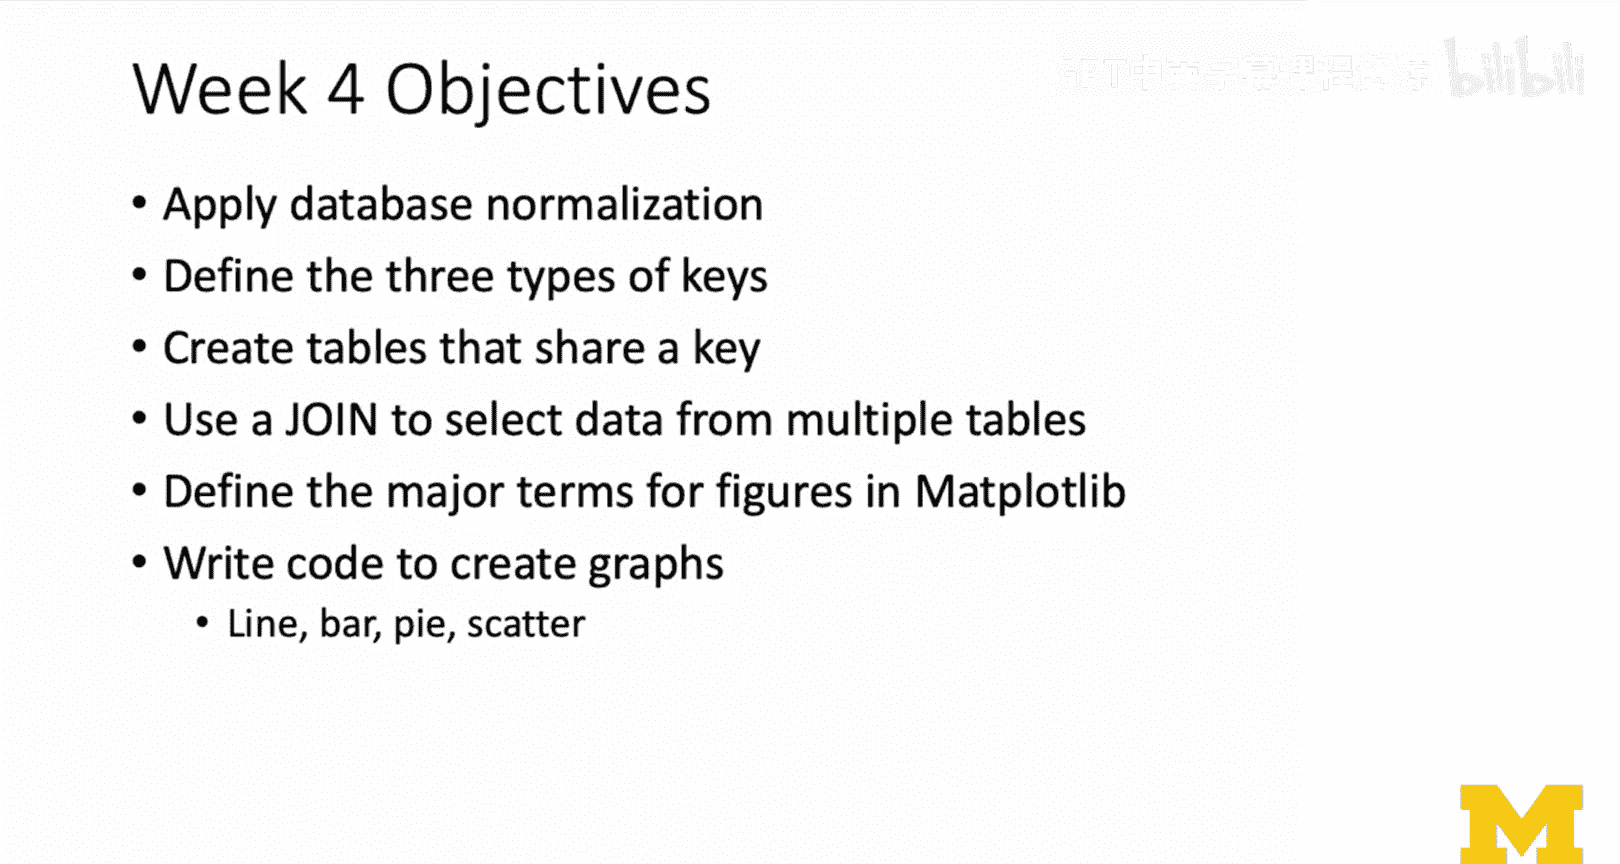 Week 4 Objectives
bilibili
• Apply database normalization
• Define the three types of keys
• Create tables that share a key
• Use a JOIN to select data from multiple tables
• Define the major terms for figures in Matplotlib
• Write code to create graphs
• Line, bar, pie, scatter
M